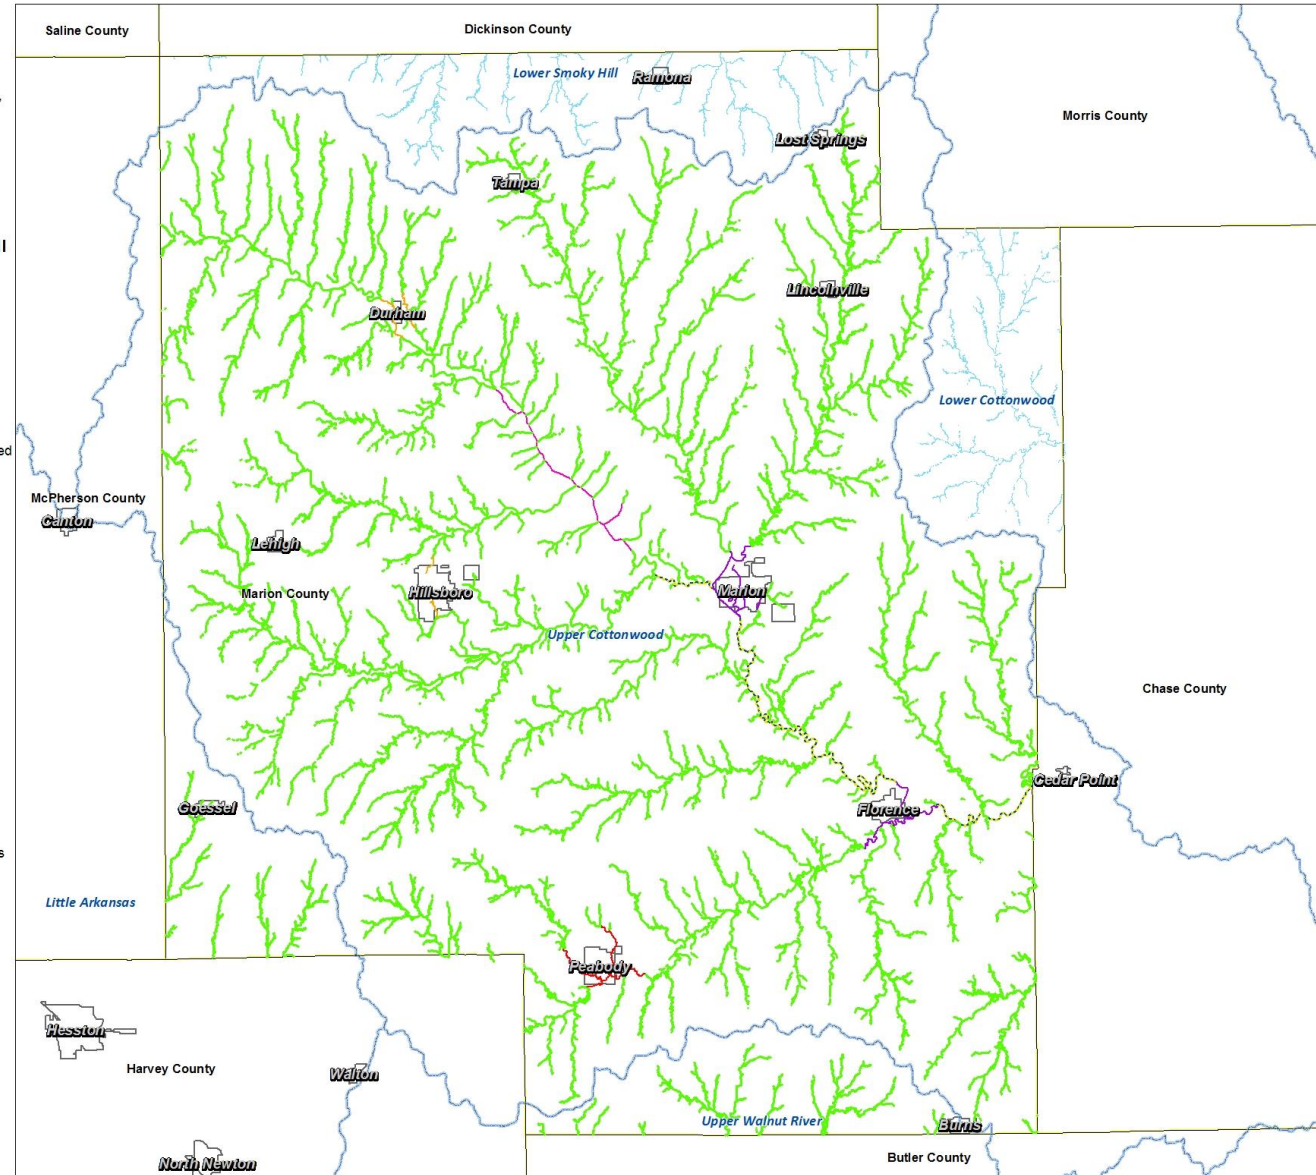 Saline County
Dickinson County
Lower Smoky Hill
Ramona
Morris County
Lost Springs
Tampa
l
Lincolnville
Durham
Lower Cottonwood
ed
McPherson County
Canton
Lehigh
Marion County
Hillsboro
Marion
Upper Cottonwood
Chase County
Cedar Point
Goessel
Florence
s
Little Arkansas
Peabody
Hesston
Harvey County
Walton
Upper Walnut River
Burns
Butler County
North Newton